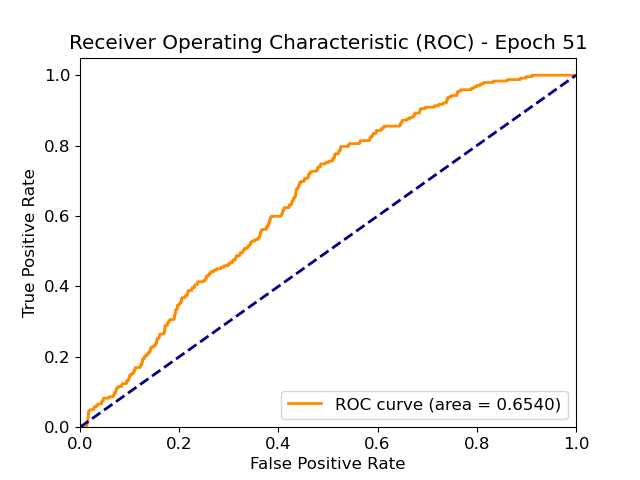 Receiver Operating Characteristic (ROC) - Epoch 51
1.0
0.8
0.6
0.4
0.2
0.0
True Positive Rate
ROC curve (area = 0.6540)
0.0 0.2 0.4 0.6 0.8 1.0
False Positive Rate